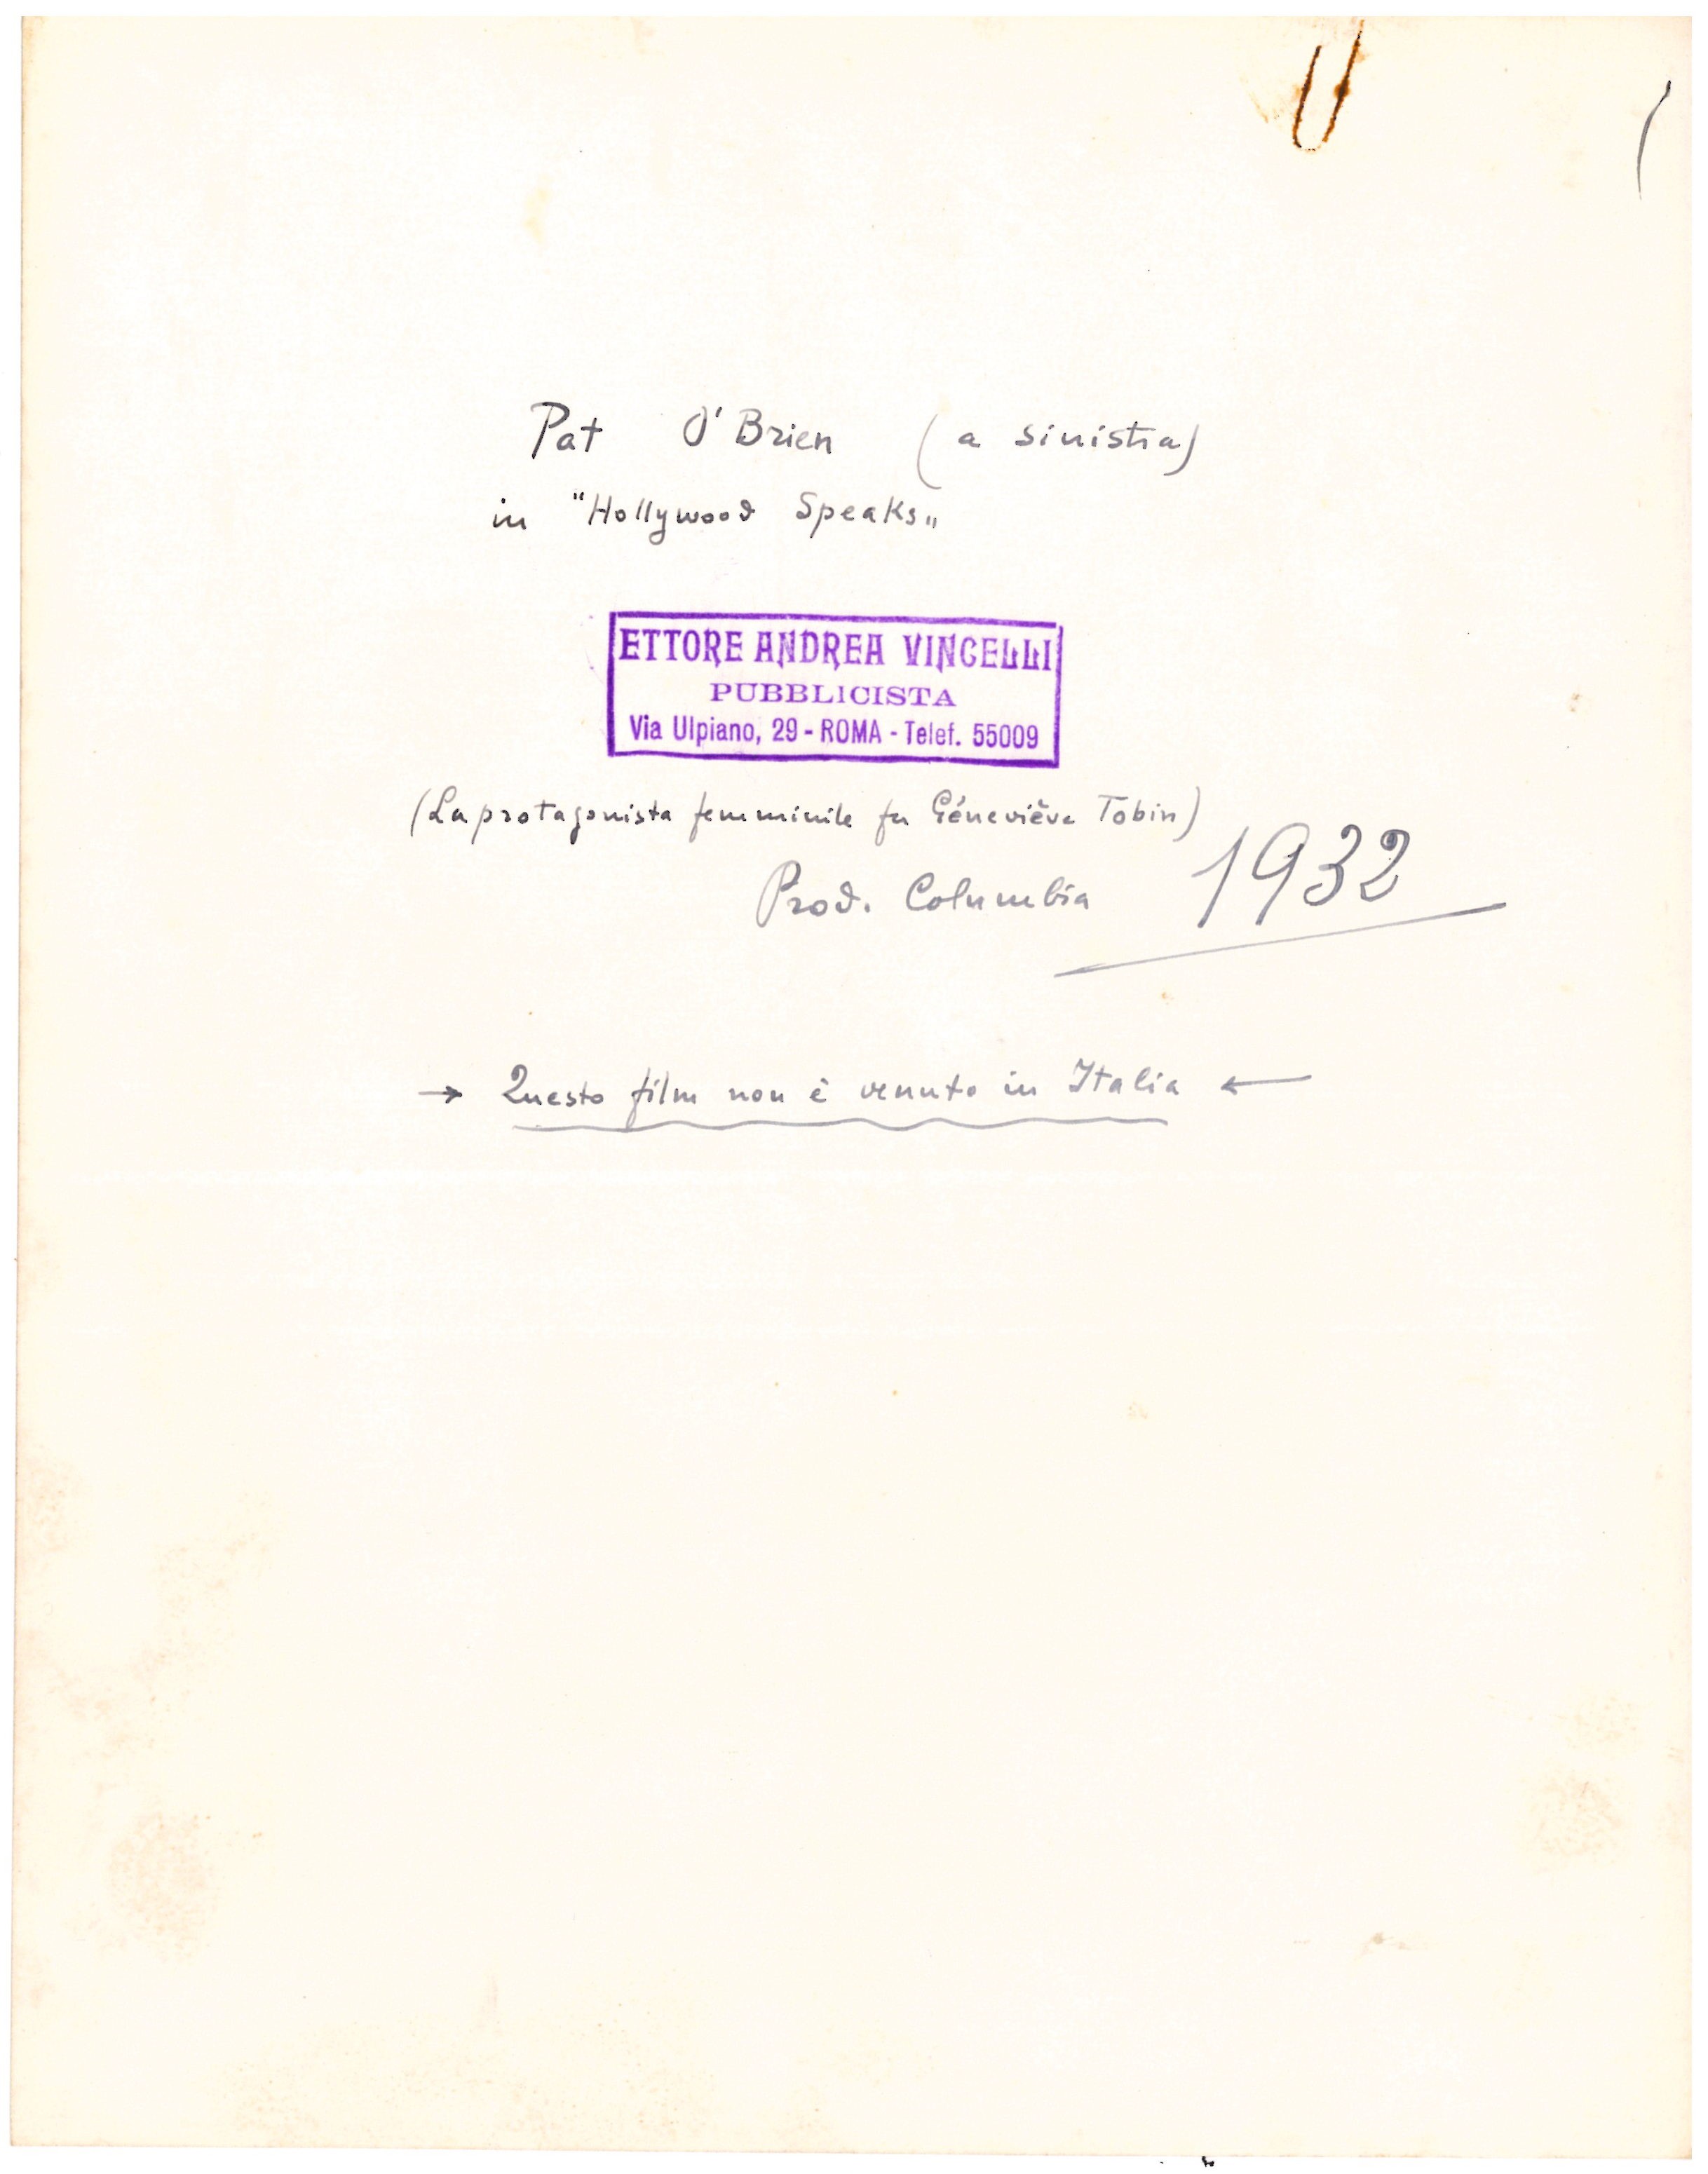 Pat O'Brien (a sinistra)
in "Hollywood Speaks„
ETTORE ANDREA VINCELLI
PUBBLICISTA
Via Ulpiano, 29 - ROMA - Telef. 55009
(La protagonista femminile fu Géneviève Tobin)
Prod. Columbia 1932
→ Questo film non è venuto in Italia ←